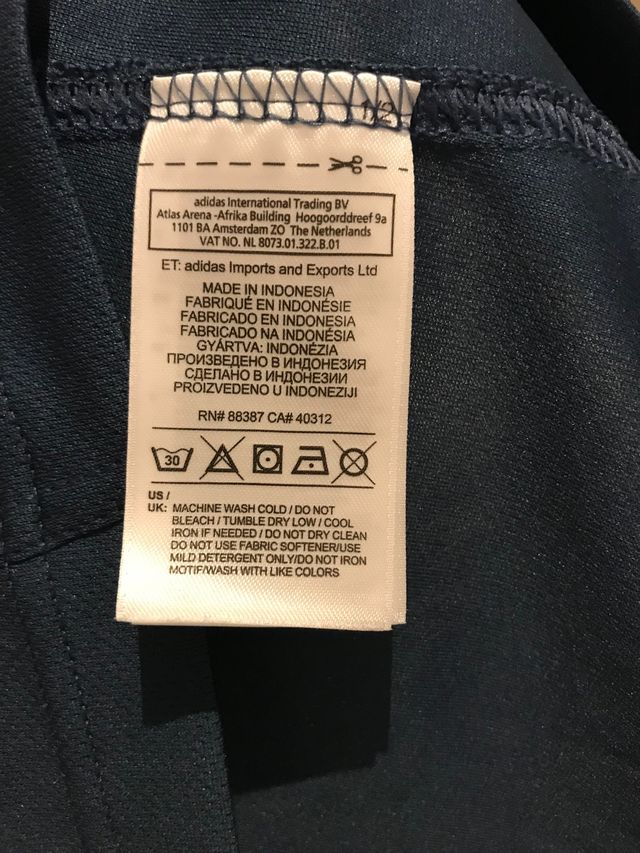 1/2
adidas International Trading BV
Atlas Arena -Afrika Building Hoogoorddreef 9a
1101 BA Amsterdam ZO The Netherlands
VAT NO. NL 8073.01.322.B.01
ET: adidas Imports and Exports Ltd
MADE IN INDONESIA
FABRIQUÉ EN INDONÉSIE
FABRICADO EN INDONESIA
FABRICADO NA INDONÉSIA
GYÁRTVA: INDONÉZIA
ПРОИЗВЕДЕНО В ИНДОНЕЗИЯ
СДЕЛАНО В ИНДОНЕЗИИ
PROIZVEDENO U INDONEZIJI
RN# 88387 CA# 40312
30
US /
UK: MACHINE WASH COLD / DO NOT
BLEACH / TUMBLE DRY LOW / COOL
IRON IF NEEDED / DO NOT DRY CLEAN
DO NOT USE FABRIC SOFTENER/USE
MILD DETERGENT ONLY/DO NOT IRON
MOTIF/WASH WITH LIKE COLORS